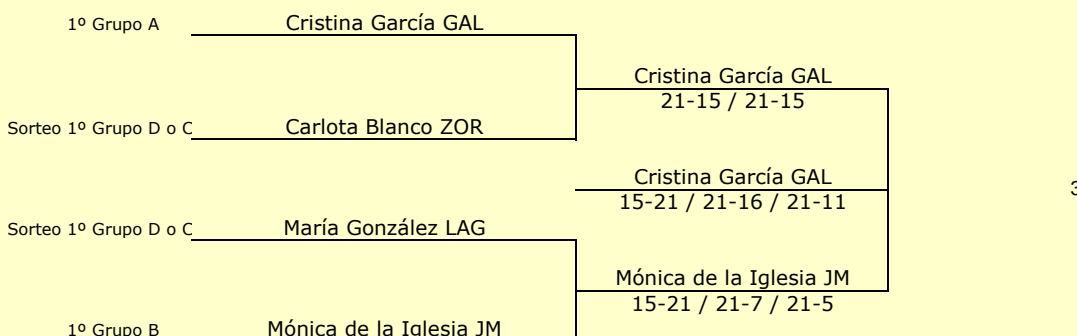 1º Grupo A Cristina García GAL
Cristina García GAL
21-15 / 21-15
Sorteo 1º Grupo D o C Carlota Blanco ZOR
Cristina García GAL
15-21 / 21-16 / 21-11
3
Sorteo 1º Grupo D o C María González LAG
Mónica de la Iglesia JM
15-21 / 21-7 / 21-5
1º Grupo B Mónica de la Iglesia JM